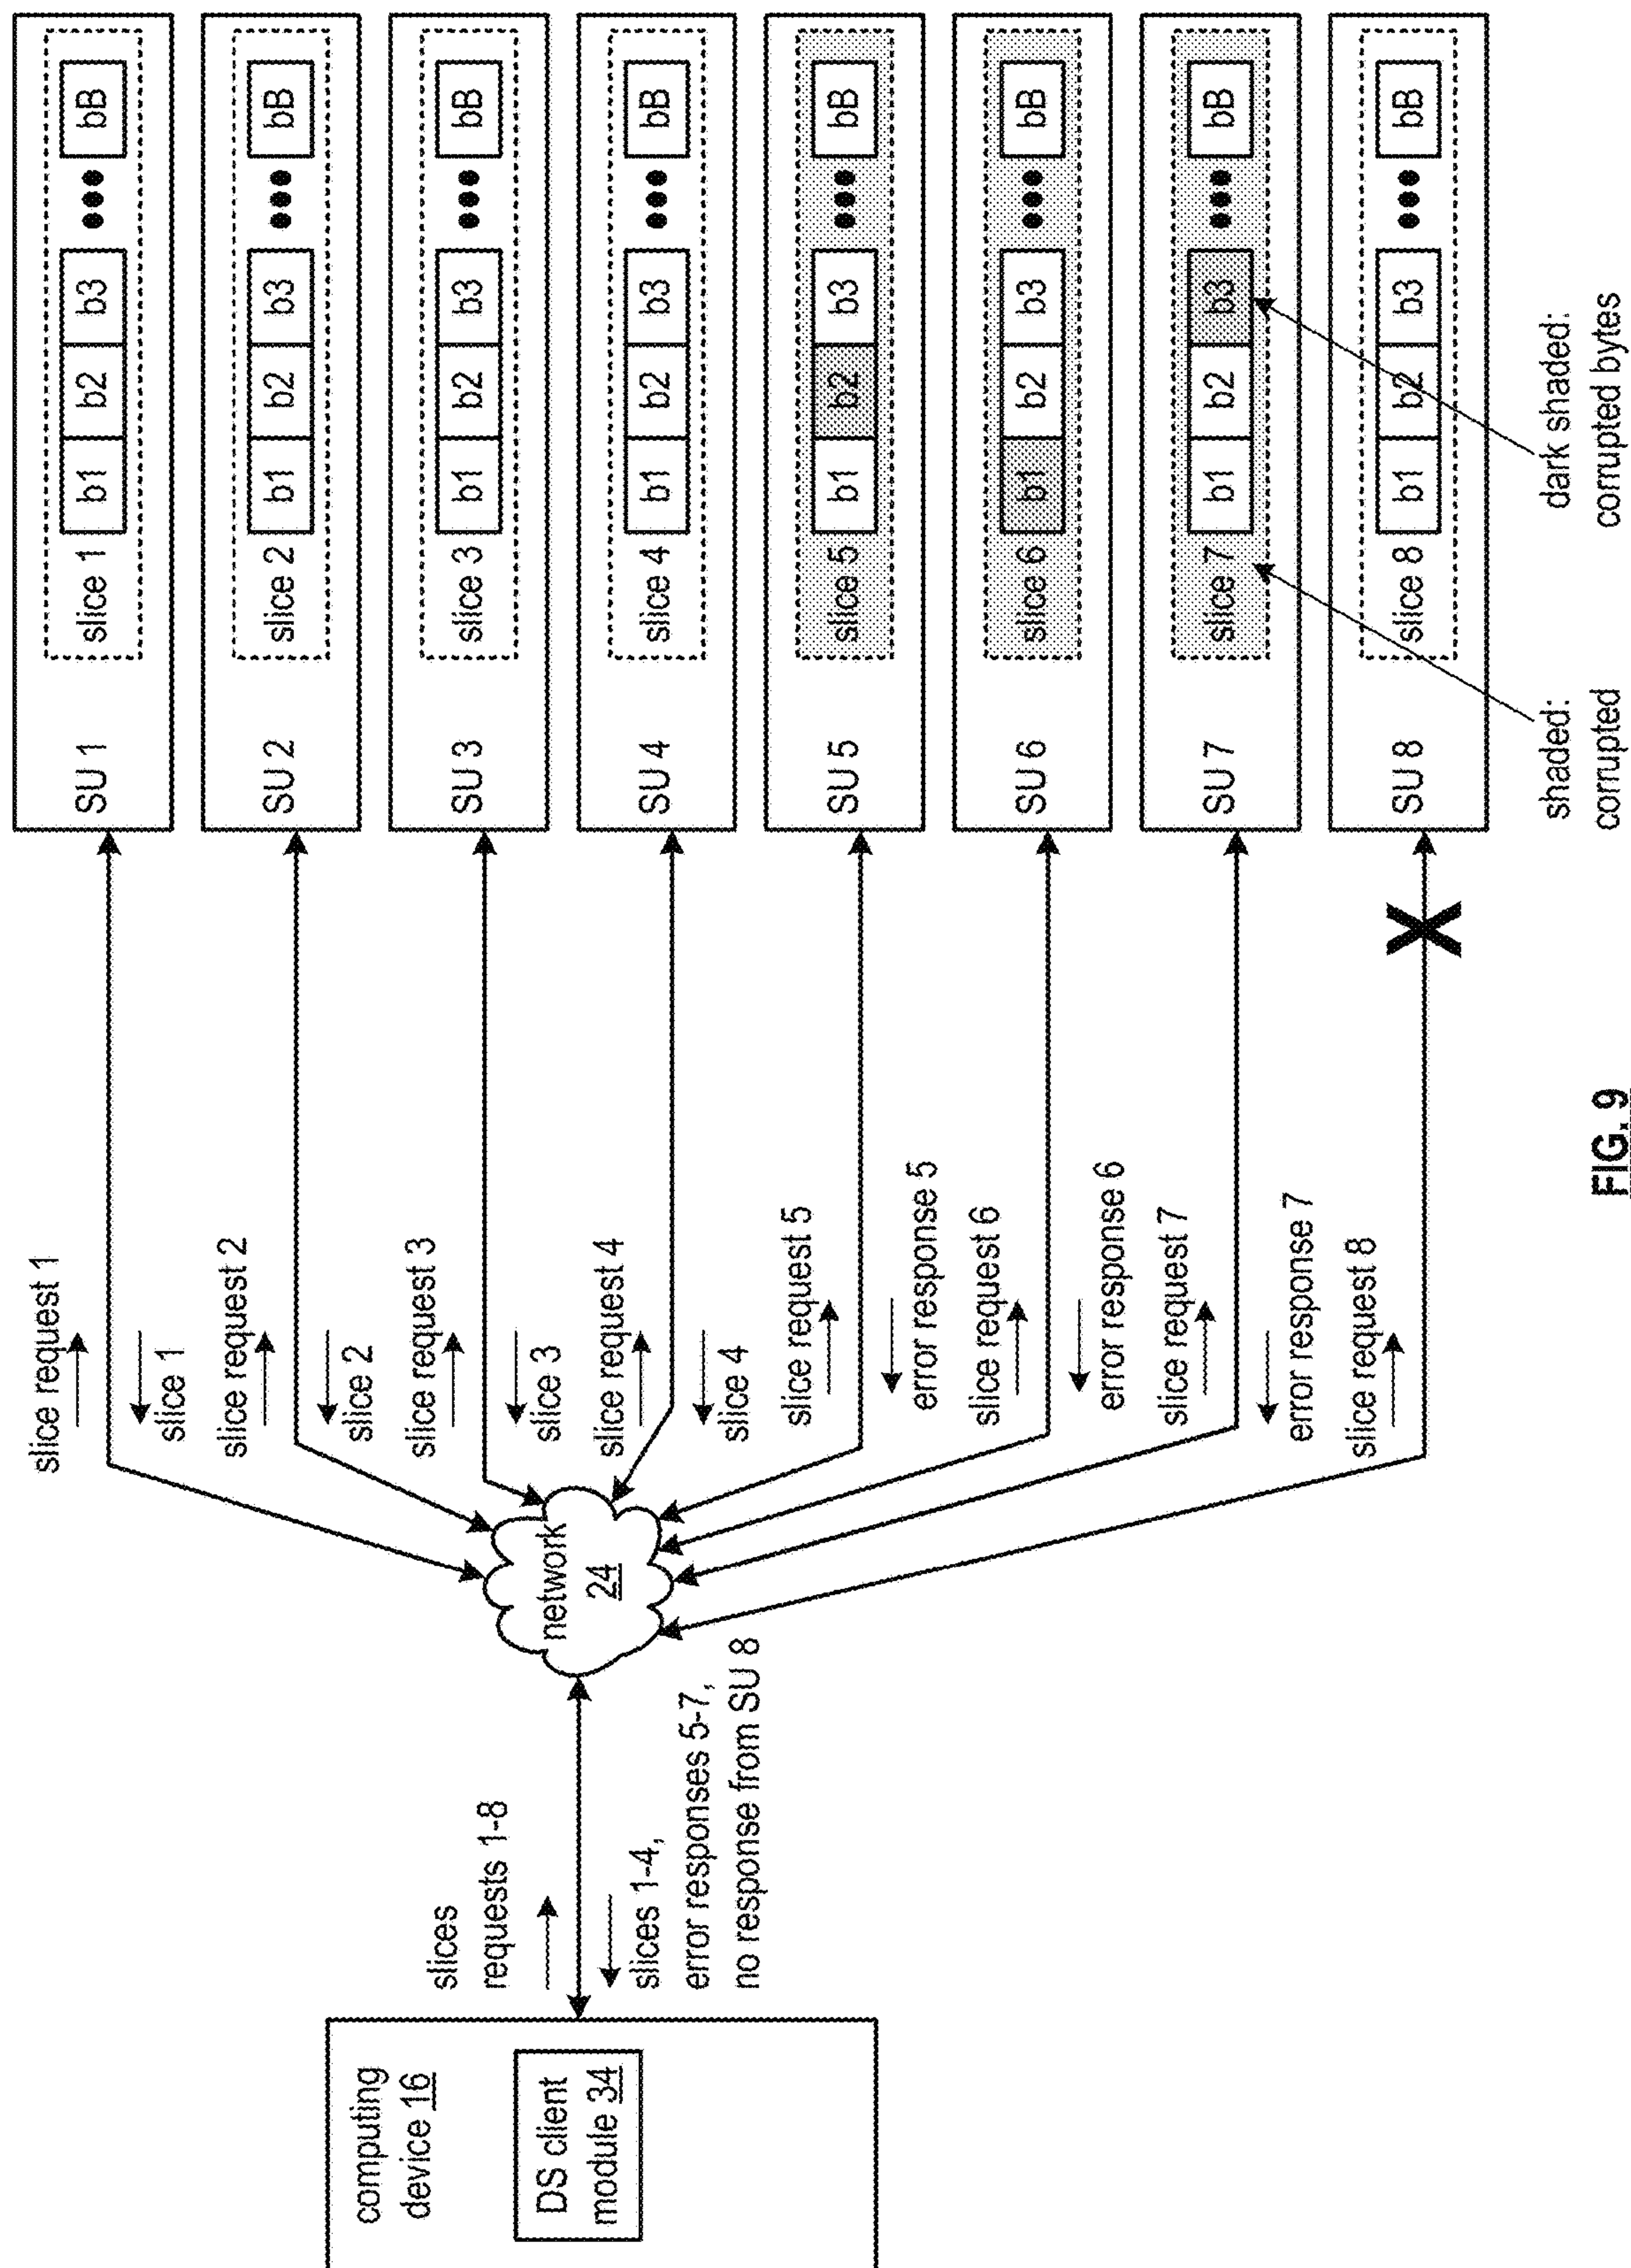 computing
device 16
DS client
module 34
slices
requests 1-8
slices 1-4,
error responses 5-7,
no response from SU 8
network
24
slice request 1
slice 1
slice request 2
slice 2
slice request 3
slice 3
slice request 4
slice 4
slice request 5
error response 5
slice request 6
error response 6
slice request 7
error response 7
slice request 8
X
SU 1
slice 1 b1 b2 b3 ••• bB
SU 2
slice 2 b1 b2 b3 ••• bB
SU 3
slice 3 b1 b2 b3 ••• bB
SU 4
slice 4 b1 b2 b3 ••• bB
SU 5
slice 5 b1 b2 b3 ••• bB
SU 6
slice 6 b1 b2 b3 ••• bB
SU 7
slice 7 b1 b2 b3 ••• bB
SU 8
slice 8 b1 b2 b3 ••• bB
shaded:
corrupted
dark shaded:
corrupted bytes
FIG. 9